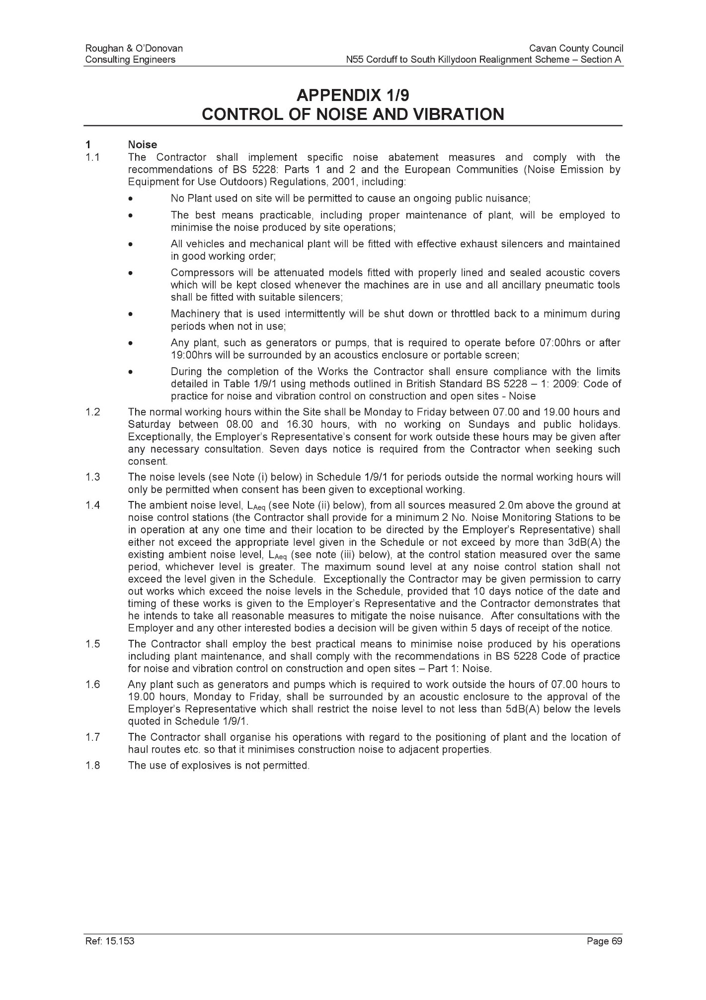 Roughan & O'Donovan
Cavan County Council
Consulting Engineers
N55 Corduff to South Killydoon Realignment Scheme – Section A
APPENDIX 1/9
CONTROL OF NOISE AND VIBRATION
1 Noise
1.1 The Contractor shall implement specific noise abatement measures and comply with the
recommendations of BS 5228: Parts 1 and 2 and the European Communities (Noise Emission by
Equipment for Use Outdoors) Regulations, 2001, including:
• No Plant used on site will be permitted to cause an ongoing public nuisance;
• The best means practicable, including proper maintenance of plant, will be employed to
minimise the noise produced by site operations;
• All vehicles and mechanical plant will be fitted with effective exhaust silencers and maintained
in good working order;
• Compressors will be attenuated models fitted with properly lined and sealed acoustic covers
which will be kept closed whenever the machines are in use and all ancillary pneumatic tools
shall be fitted with suitable silencers;
• Machinery that is used intermittently will be shut down or throttled back to a minimum during
periods when not in use;
• Any plant, such as generators or pumps, that is required to operate before 07:00hrs or after
19:00hrs will be surrounded by an acoustics enclosure or portable screen;
• During the completion of the Works the Contractor shall ensure compliance with the limits
detailed in Table 1/9/1 using methods outlined in British Standard BS 5228 – 1: 2009: Code of
practice for noise and vibration control on construction and open sites - Noise
1.2 The normal working hours within the Site shall be Monday to Friday between 07.00 and 19.00 hours and
Saturday between 08.00 and 16.30 hours, with no working on Sundays and public holidays.
Exceptionally, the Employer's Representative's consent for work outside these hours may be given after
any necessary consultation. Seven days notice is required from the Contractor when seeking such
consent.
1.3 The noise levels (see Note (i) below) in Schedule 1/9/1 for periods outside the normal working hours will
only be permitted when consent has been given to exceptional working.
1.4 The ambient noise level, LAeq (see Note (ii) below), from all sources measured 2.0m above the ground at
noise control stations (the Contractor shall provide for a minimum 2 No. Noise Monitoring Stations to be
in operation at any one time and their location to be directed by the Employer's Representative) shall
either not exceed the appropriate level given in the Schedule or not exceed by more than 3dB(A) the
existing ambient noise level, LAeq (see note (iii) below), at the control station measured over the same
period, whichever level is greater. The maximum sound level at any noise control station shall not
exceed the level given in the Schedule. Exceptionally the Contractor may be given permission to carry
out works which exceed the noise levels in the Schedule, provided that 10 days notice of the date and
timing of these works is given to the Employer's Representative and the Contractor demonstrates that
he intends to take all reasonable measures to mitigate the noise nuisance. After consultations with the
Employer and any other interested bodies a decision will be given within 5 days of receipt of the notice.
1.5 The Contractor shall employ the best practical means to minimise noise produced by his operations
including plant maintenance, and shall comply with the recommendations in BS 5228 Code of practice
for noise and vibration control on construction and open sites – Part 1: Noise.
1.6 Any plant such as generators and pumps which is required to work outside the hours of 07.00 hours to
19.00 hours, Monday to Friday, shall be surrounded by an acoustic enclosure to the approval of the
Employer's Representative which shall restrict the noise level to not less than 5dB(A) below the levels
quoted in Schedule 1/9/1.
1.7 The Contractor shall organise his operations with regard to the positioning of plant and the location of
haul routes etc. so that it minimises construction noise to adjacent properties.
1.8 The use of explosives is not permitted.
Ref: 15.153
Page 69